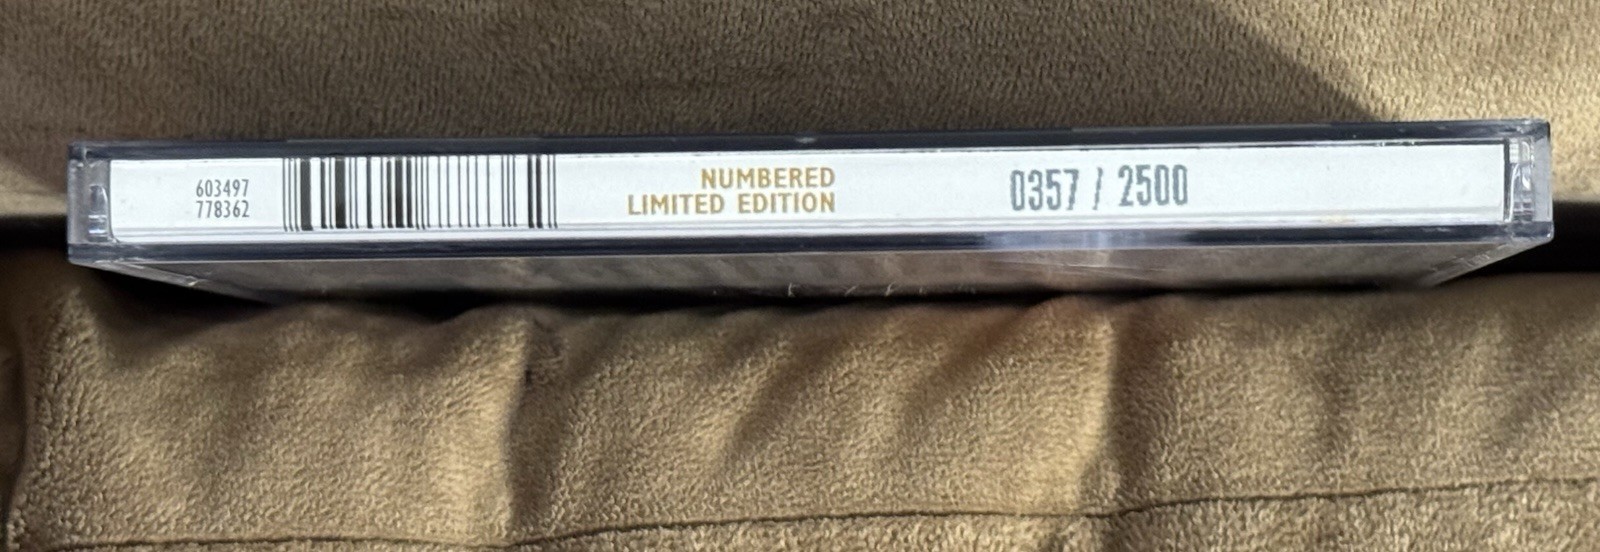 603497
778362
NUMBERED
LIMITED EDITION
0357 / 2500